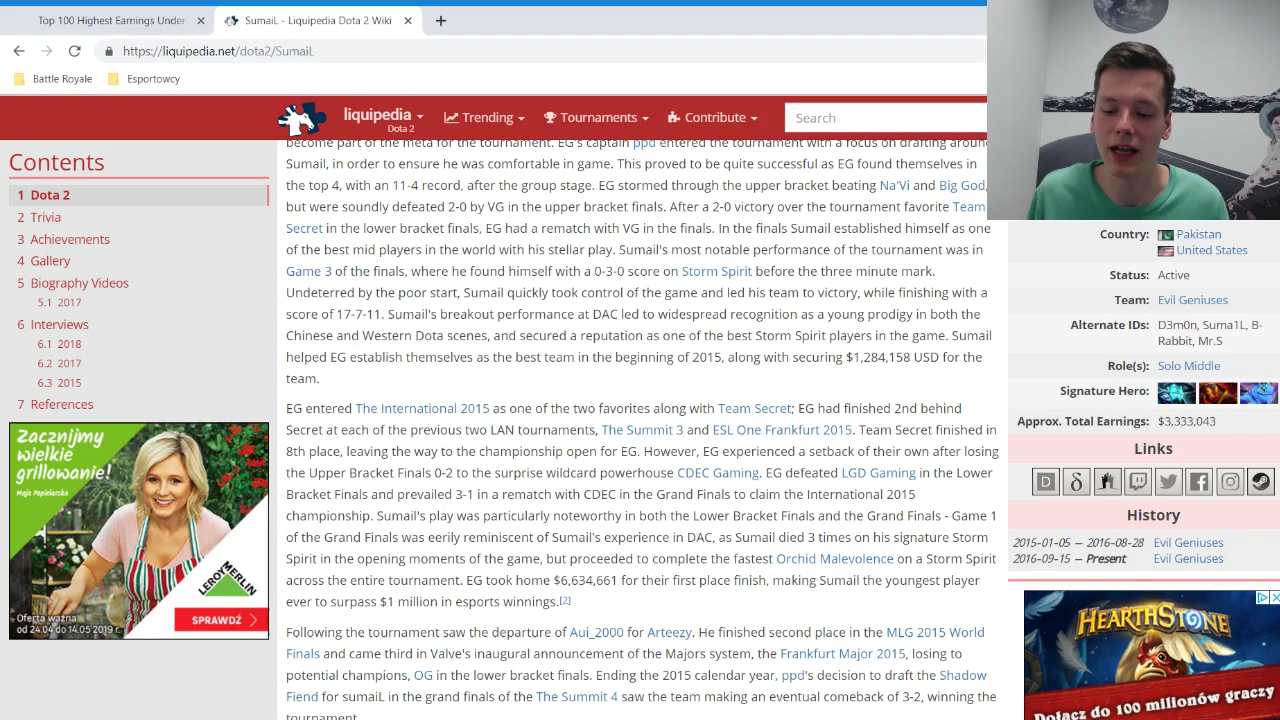 Top 100 Highest Earnings Under
SumaiL - Liquipedia Dota 2 Wiki
https://liquipedia.net/dota2/SumaiL
Battle Royale
Esportowcy
liquipedia
Dota 2
Trending
Tournaments
Contribute
Search
Contents
1 Dota 2
2 Trivia
3 Achievements
4 Gallery
5 Biography Videos
5.1 2017
6 Interviews
6.1 2018
6.2 2017
6.3 2015
7 References
Zacznijmy
wielkie
grillowanie!
Maja Popielarska
LEROY MERLIN
Oferta ważna
od 24.04 do 14.05 2019 r.
SPRAWDŹ
become part of the meta for the tournament. EG's captain ppd entered the tournament with a focus on drafting around
Sumail, in order to ensure he was comfortable in game. This proved to be quite successful as EG found themselves in
the top 4, with an 11-4 record, after the group stage. EG stormed through the upper bracket beating Na'Vi and Big God,
but were soundly defeated 2-0 by VG in the upper bracket finals. After a 2-0 victory over the tournament favorite Team
Secret in the lower bracket finals, EG had a rematch with VG in the finals. In the finals Sumail established himself as one
of the best mid players in the world with his stellar play. Sumail's most notable performance of the tournament was in
Game 3 of the finals, where he found himself with a 0-3-0 score on Storm Spirit before the three minute mark.
Undeterred by the poor start, Sumail quickly took control of the game and led his team to victory, while finishing with a
score of 17-7-11. Sumail's breakout performance at DAC led to widespread recognition as a young prodigy in both the
Chinese and Western Dota scenes, and secured a reputation as one of the best Storm Spirit players in the game. Sumail
helped EG establish themselves as the best team in the beginning of 2015, along with securing $1,284,158 USD for the
team.
EG entered The International 2015 as one of the two favorites along with Team Secret; EG had finished 2nd behind
Secret at each of the previous two LAN tournaments, The Summit 3 and ESL One Frankfurt 2015. Team Secret finished in
8th place, leaving the way to the championship open for EG. However, EG experienced a setback of their own after losing
the Upper Bracket Finals 0-2 to the surprise wildcard powerhouse CDEC Gaming. EG defeated LGD Gaming in the Lower
Bracket Finals and prevailed 3-1 in a rematch with CDEC in the Grand Finals to claim the International 2015
championship. Sumail's play was particularly noteworthy in both the Lower Bracket Finals and the Grand Finals - Game 1
of the Grand Finals was eerily reminiscent of Sumail's experience in DAC, as Sumail died 3 times on his signature Storm
Spirit in the opening moments of the game, but proceeded to complete the fastest Orchid Malevolence on a Storm Spirit
across the entire tournament. EG took home $6,634,661 for their first place finish, making Sumail the youngest player
ever to surpass $1 million in esports winnings.[2]
Following the tournament saw the departure of Aui_2000 for Arteezy. He finished second place in the MLG 2015 World
Finals and came third in Valve's inaugural announcement of the Majors system, the Frankfurt Major 2015, losing to
potential champions, OG in the lower bracket finals. Ending the 2015 calendar year, ppd's decision to draft the Shadow
Fiend for sumaiL in the grand finals of the The Summit 4 saw the team making an eventual comeback of 3-2, winning the
tournament.
Country: Pakistan
United States
Status: Active
Team: Evil Geniuses
Alternate IDs: D3m0n, Suma1L, B-
Rabbit, Mr.S
Role(s): Solo Middle
Signature Hero:
Approx. Total Earnings: $3,333,043
Links
History
2015-01-05 — 2016-08-28 Evil Geniuses
2016-09-15 — Present Evil Geniuses
HEARTHSTONE
Dołącz do 100 milionów graczy